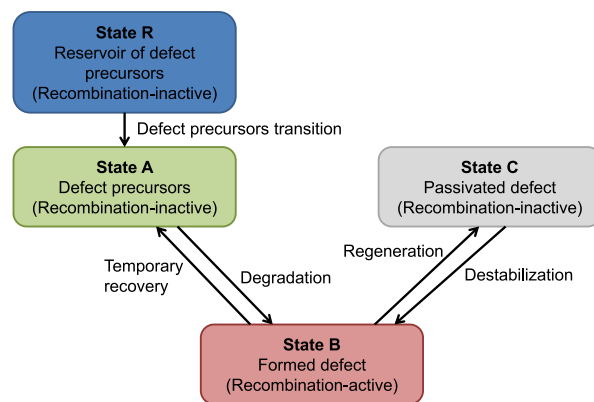 State R
Reservoir of defect
precursors
(Recombination-inactive)
Defect precursors transition
State A
Defect precursors
(Recombination-inactive)
State C
Passivated defect
(Recombination-inactive)
Temporary
recovery
Degradation
Regeneration
Destabilization
State B
Formed defect
(Recombination-active)